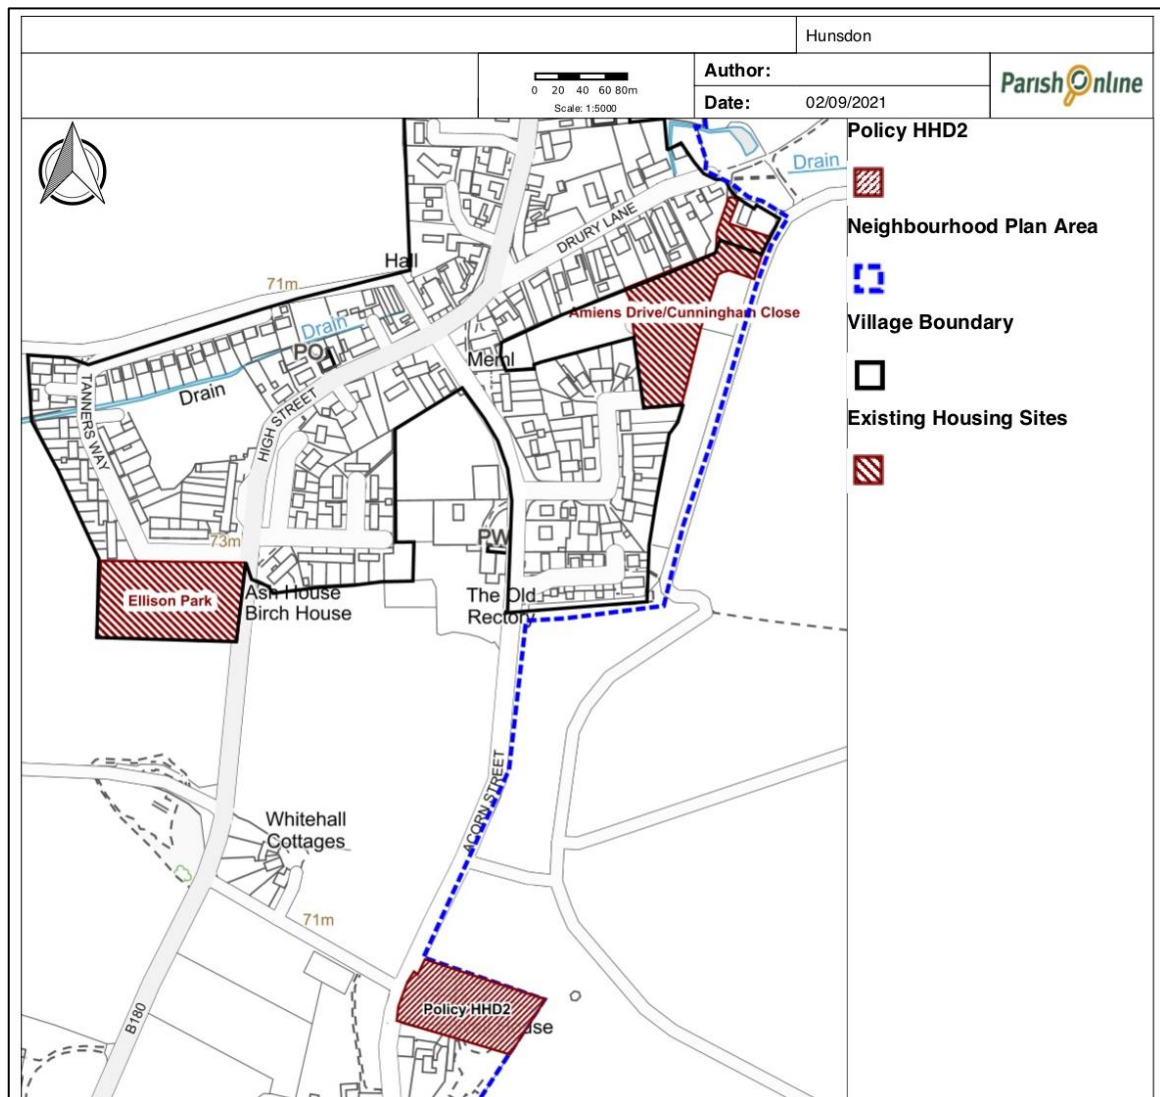 Hunsdon
0 20 40 60 80m
Scale: 1:5000
Author:
Date: 02/09/2021
Parish Online
Policy HHD2
Neighbourhood Plan Area
Village Boundary
Existing Housing Sites
Drain
DRURY LANE
Hall
71m
Amiens Drive/Cunningham Close
Drain
PO
Meml
Drain
TANNERS WAY
HIGH STREET
73m
PW
Ellison Park
Ash House
Birch House
The Old
Rectory
ACORN STREET
Whitehall
Cottages
71m
Policy HHD2
B180